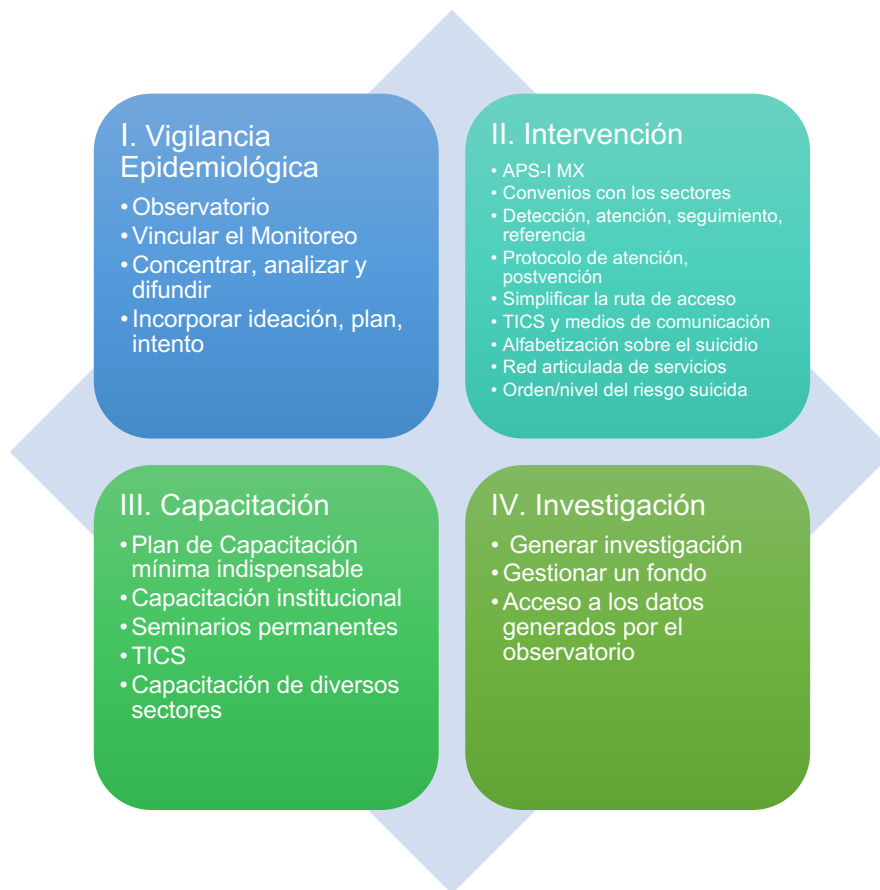 I. Vigilancia
Epidemiológica
• Observatorio
• Vincular el Monitoreo
• Concentrar, analizar y
difundir
• Incorporar ideación, plan,
intento
II. Intervención
• APS-I MX
• Convenios con los sectores
• Detección, atención, seguimiento,
referencia
• Protocolo de atención,
postvención
• Simplificar la ruta de acceso
• TICS y medios de comunicación
• Alfabetización sobre el suicidio
• Red articulada de servicios
• Orden/nivel del riesgo suicida
III. Capacitación
• Plan de Capacitación
mínima indispensable
• Capacitación institucional
• Seminarios permanentes
• TICS
• Capacitación de diversos
sectores
IV. Investigación
• Generar investigación
• Gestionar un fondo
• Acceso a los datos
generados por el
observatorio